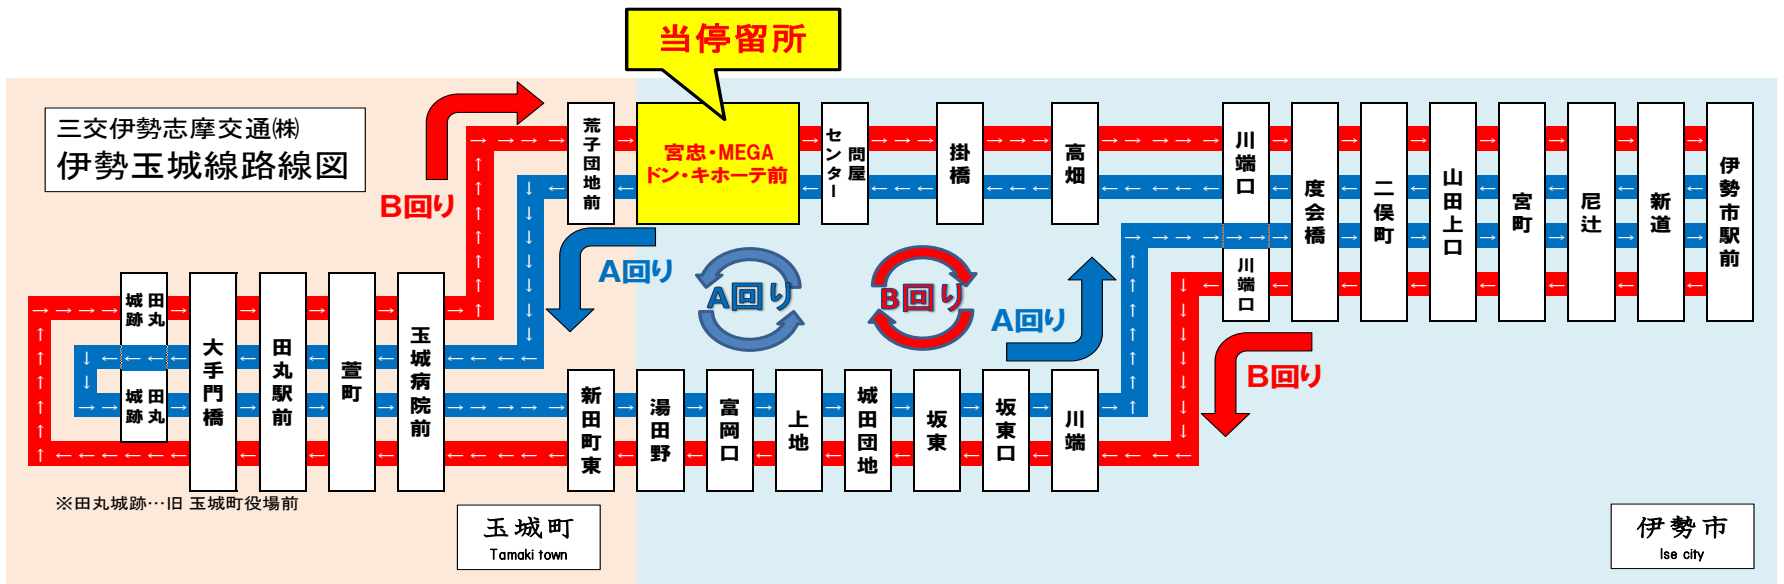 当停留所
三交伊勢志摩交通㈱
伊勢玉城線路線図
B回り
荒子団地前
宮忠・MEGA
ドン・キホーテ前
問屋
センター
掛橋
高畑
川端口
度会橋
二俣町
山田上口
宮町
尼辻
新道
伊勢市駅前
A回り
A回り
B回り
A回り
川端口
B回り
田丸
城跡
大手門橋
田丸駅前
萱町
玉城病院前
田丸
城跡
新田町東
湯田野
富岡口
上地
城田団地
坂東
坂東口
川端
※田丸城跡…旧 玉城町役場前
玉城町
Tamaki town
伊勢市
Ise city